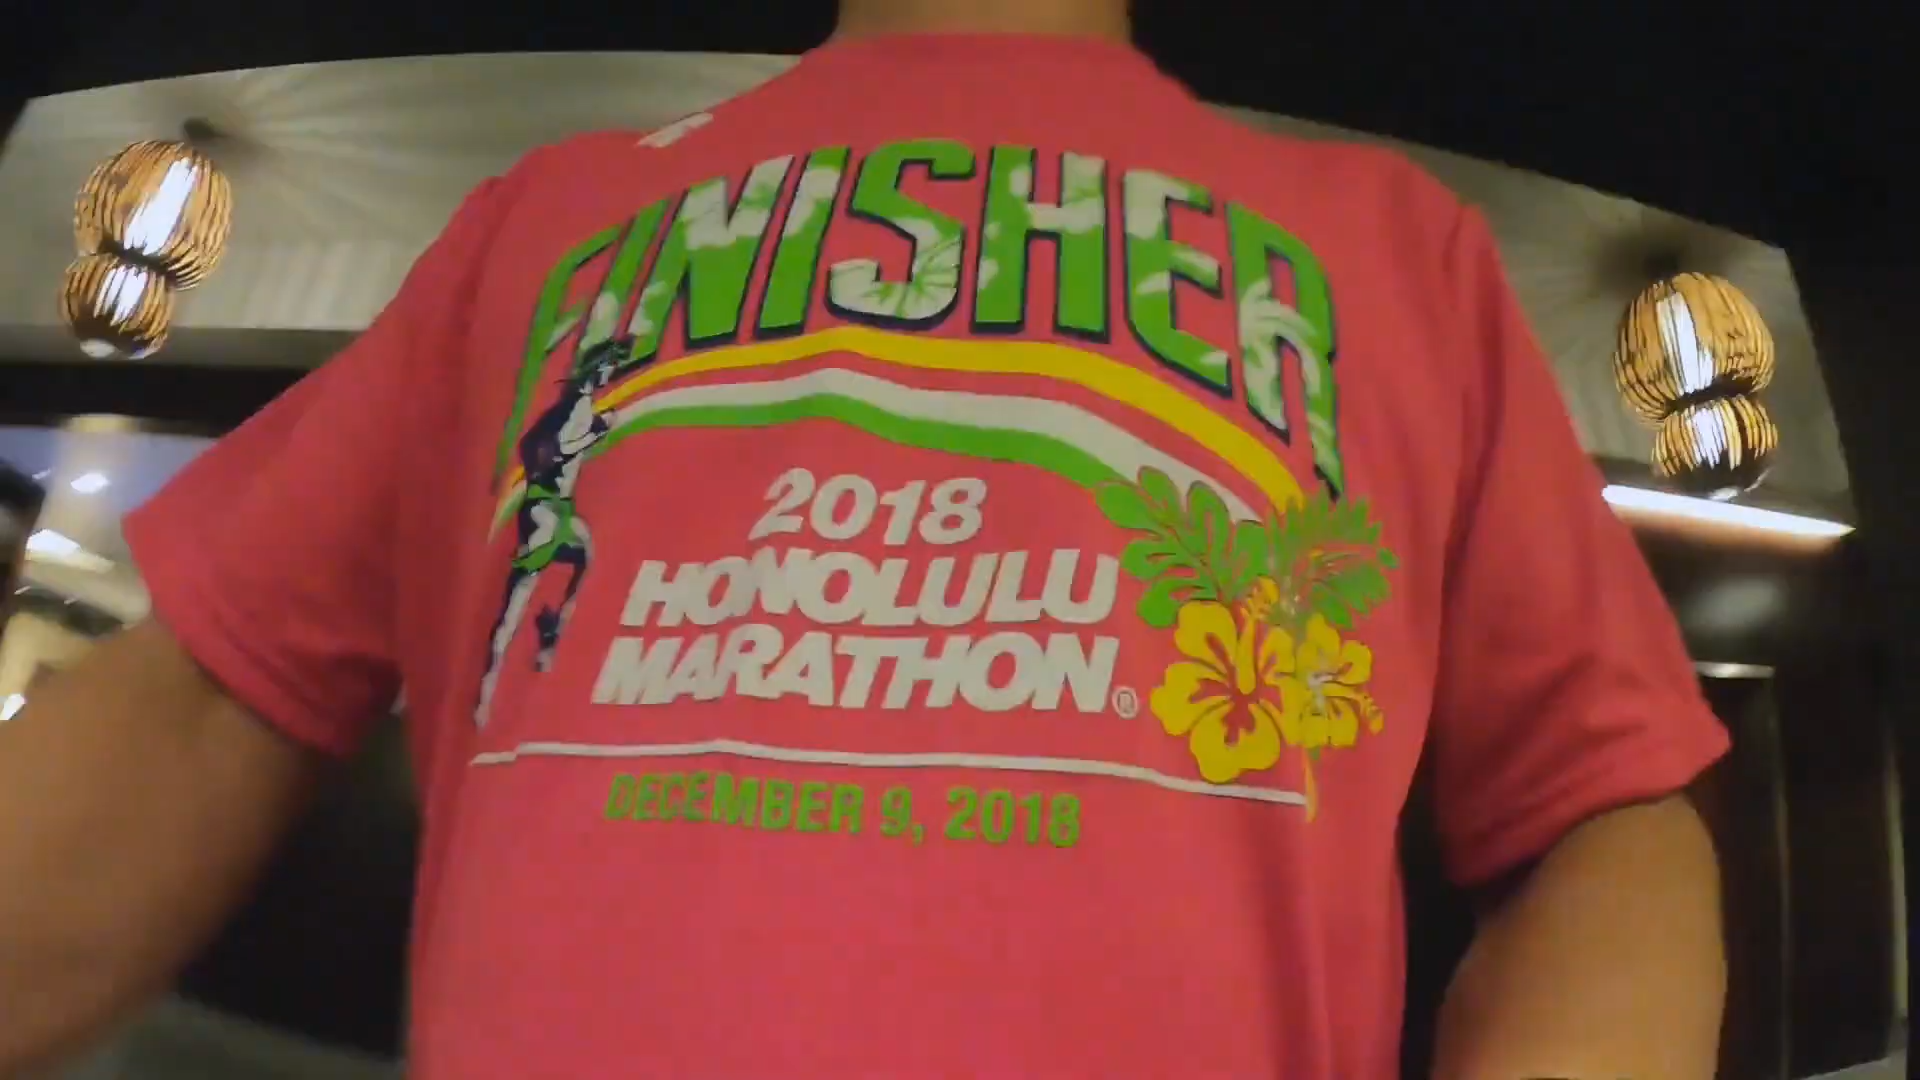 FINISHER
2018
HONOLULU
MARATHON®
DECEMBER 9, 2018